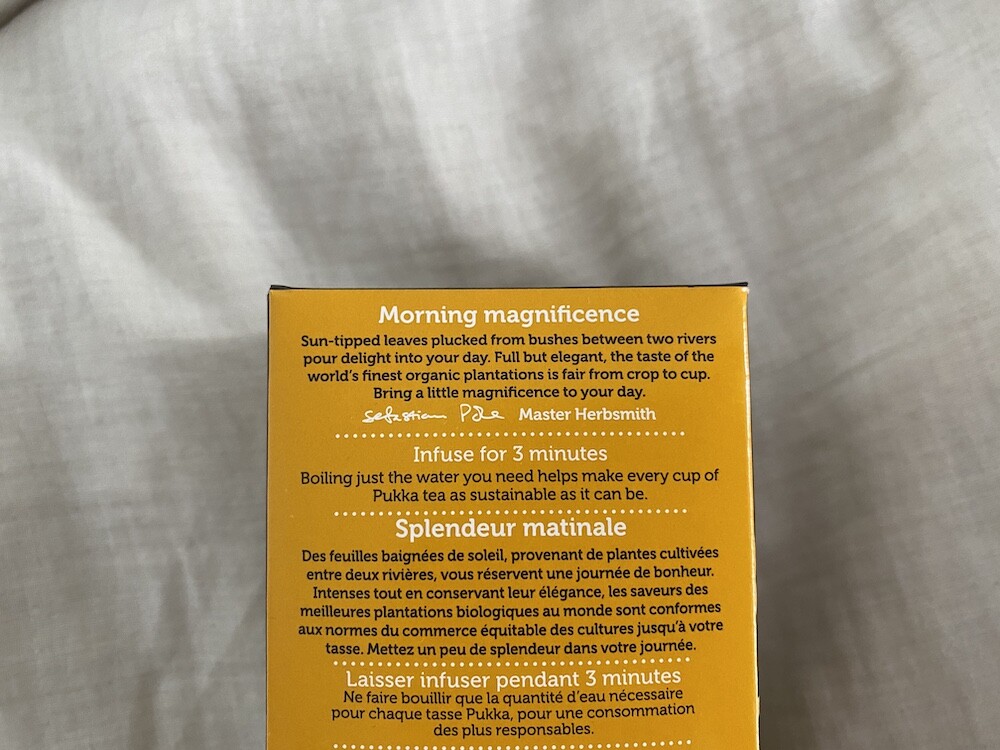 Morning magnificence
Sun-tipped leaves plucked from bushes between two rivers
pour delight into your day. Full but elegant, the taste of the
world's finest organic plantations is fair from crop to cup.
Bring a little magnificence to your day.
Sebastian Pole Master Herbsmith
Infuse for 3 minutes
Boiling just the water you need helps make every cup of
Pukka tea as sustainable as it can be.
Splendeur matinale
Des feuilles baignées de soleil, provenant de plantes cultivées
entre deux rivières, vous réservent une journée de bonheur.
Intenses tout en conservant leur élégance, les saveurs des
meilleures plantations biologiques au monde sont conformes
aux normes du commerce équitable des cultures jusqu'à votre
tasse. Mettez un peu de splendeur dans votre journée.
Laisser infuser pendant 3 minutes
Ne faire bouillir que la quantité d'eau nécessaire
pour chaque tasse Pukka, pour une consommation
des plus responsables.